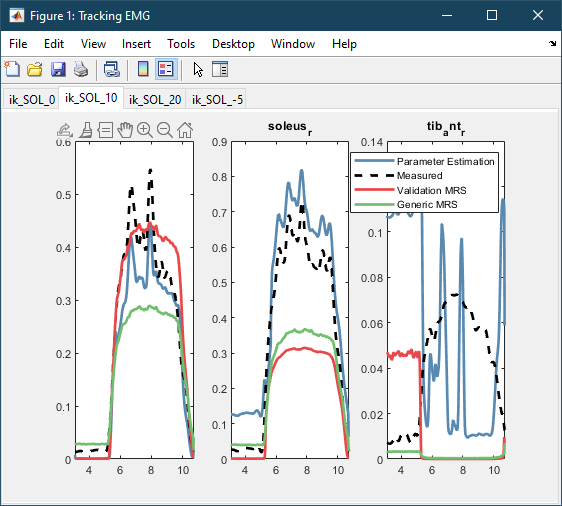 Figure 1: Tracking EMG
File Edit View Insert Tools Desktop Window Help
ik_SOL_0 ik_SOL_10 ik_SOL_20 ik_SOL_-5
soleus_r tib_ant_r
0.6 0.9 0.14
Parameter Estimation
Measured
Validation MRS
Generic MRS
0.5 0.8
0.7
0.4 0.6 0.1
0.5 0.08
0.3
0.4 0.06
0.2 0.3 0.04
0.2
0.1 0.02
0.1
0 0 0
4 6 8 10 4 6 8 10 4 6 8 10